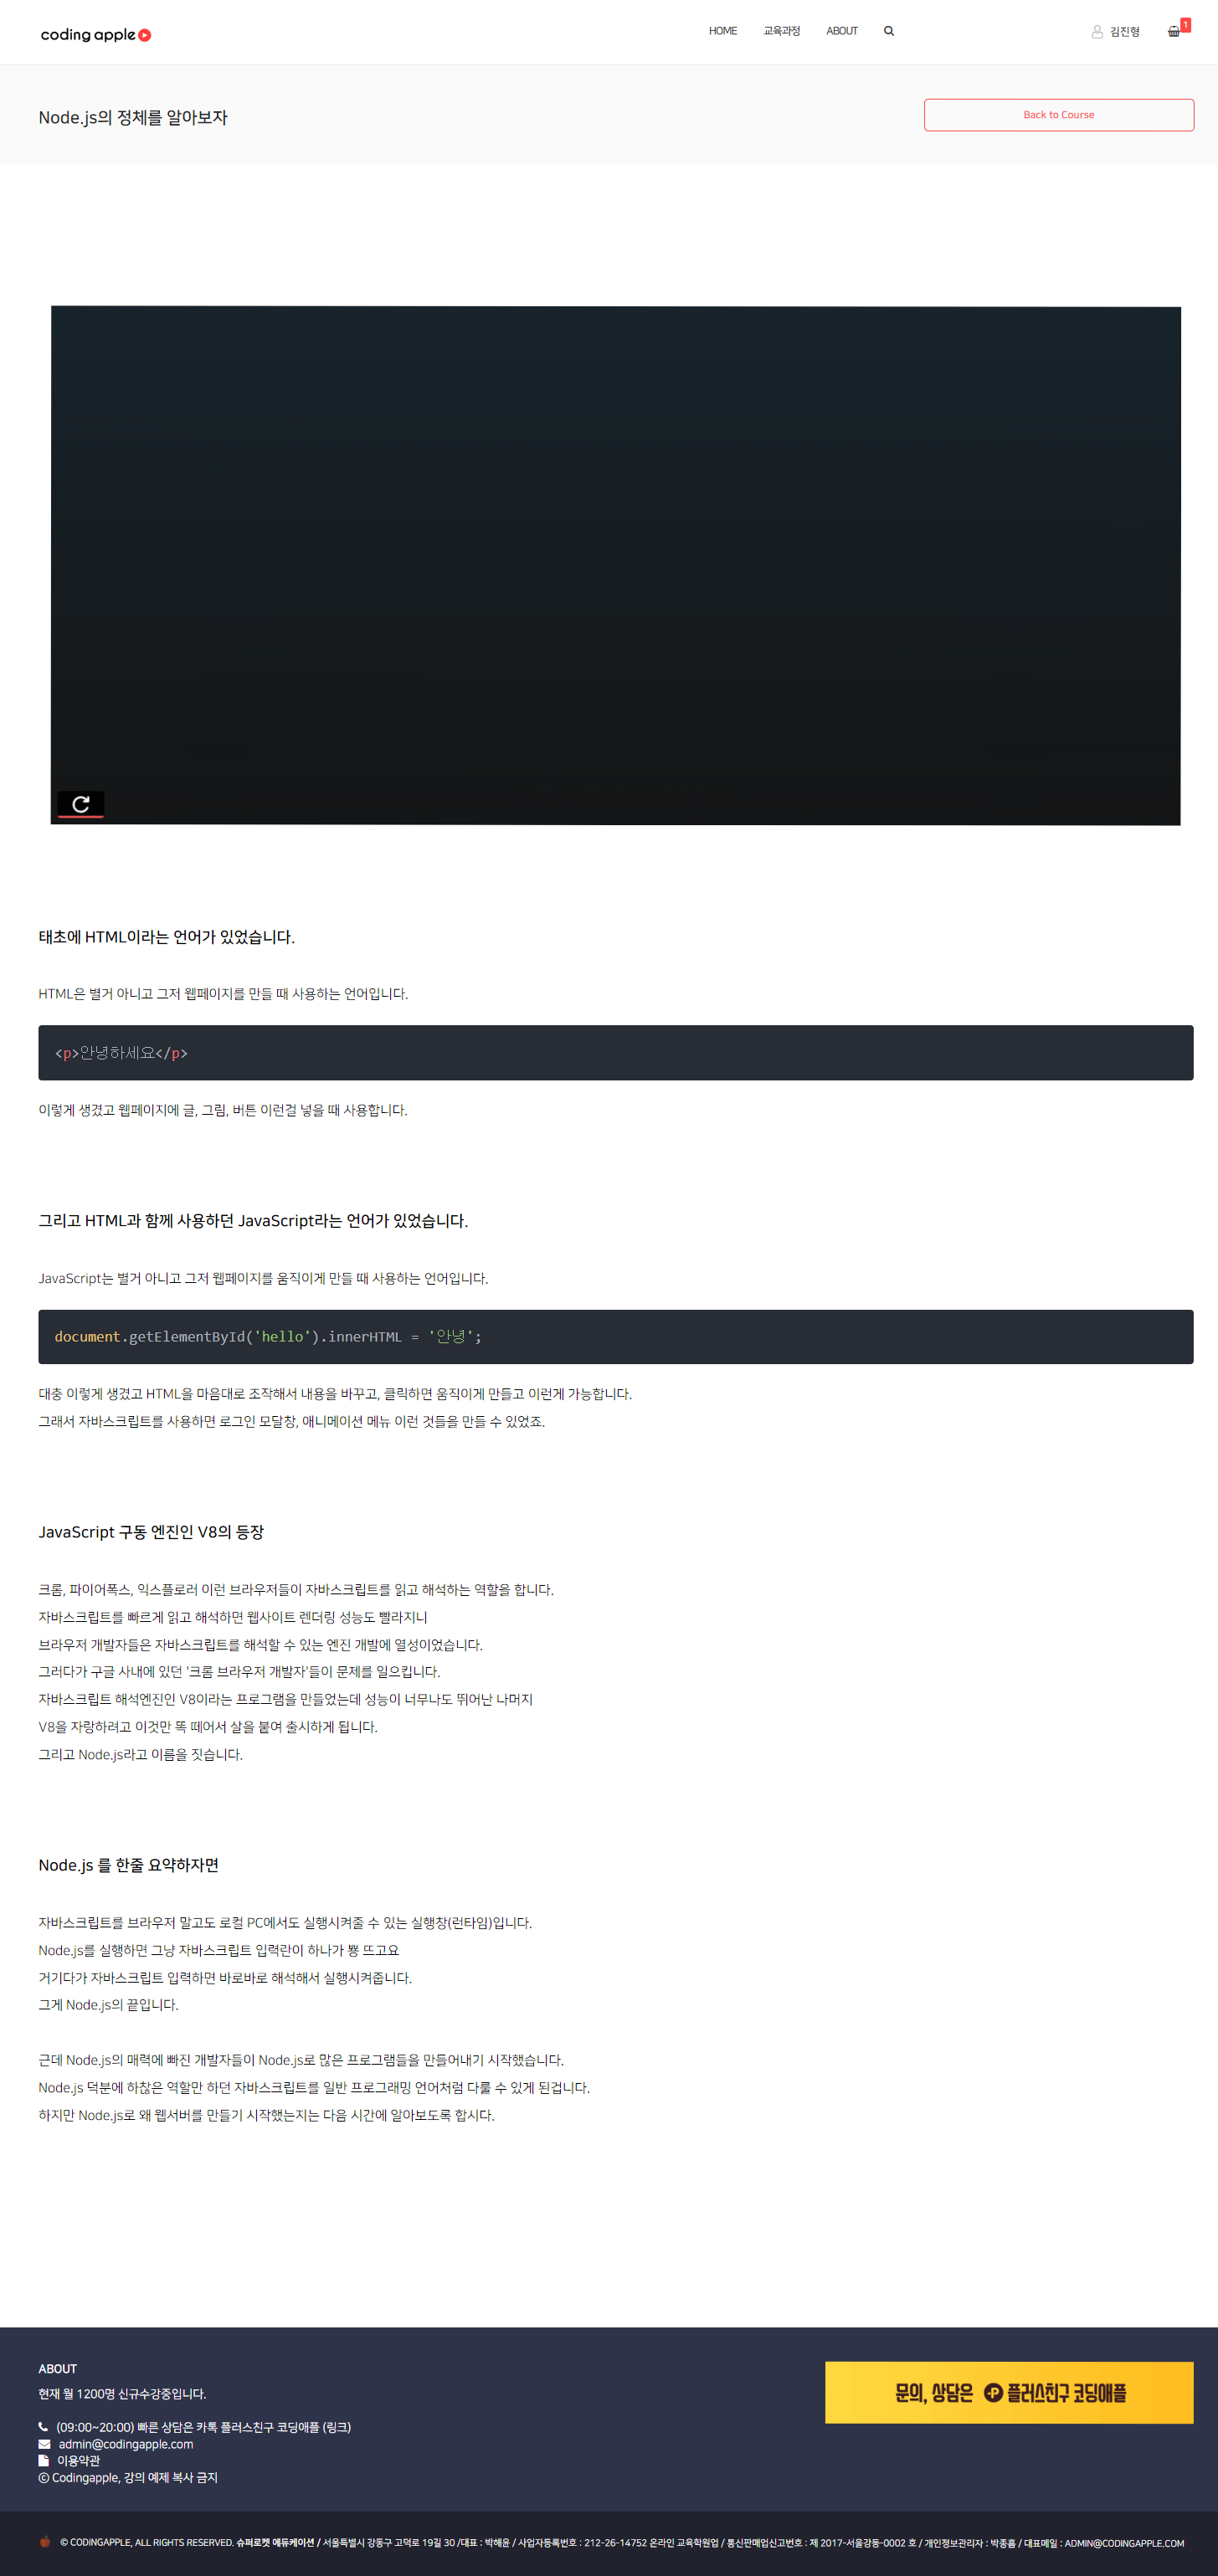 coding apple
HOME 교육과정 ABOUT
김진형 1
Node.js의 정체를 알아보자
Back to Course
태초에 HTML이라는 언어가 있었습니다.
HTML은 별거 아니고 그저 웹페이지를 만들 때 사용하는 언어입니다.
<p>안녕하세요</p>
이렇게 생겼고 웹페이지에 글, 그림, 버튼 이런걸 넣을 때 사용합니다.
그리고 HTML과 함께 사용하던 JavaScript라는 언어가 있었습니다.
JavaScript는 별거 아니고 그저 웹페이지를 움직이게 만들 때 사용하는 언어입니다.
document.getElementById('hello').innerHTML = '안녕';
대충 이렇게 생겼고 HTML을 마음대로 조작해서 내용을 바꾸고, 클릭하면 움직이게 만들고 이런게 가능합니다.
그래서 자바스크립트를 사용하면 로그인 모달창, 애니메이션 메뉴 이런 것들을 만들 수 있었죠.
JavaScript 구동 엔진인 V8의 등장
크롬, 파이어폭스, 익스플로러 이런 브라우저들이 자바스크립트를 읽고 해석하는 역할을 합니다.
자바스크립트를 빠르게 읽고 해석하면 웹사이트 렌더링 성능도 빨라지니
브라우저 개발자들은 자바스크립트를 해석할 수 있는 엔진 개발에 열성이었습니다.
그러다가 구글 사내에 있던 '크롬 브라우저 개발자'들이 문제를 일으킵니다.
자바스크립트 해석엔진인 V8이라는 프로그램을 만들었는데 성능이 너무나도 뛰어난 나머지
V8을 자랑하려고 이것만 똑 떼어서 살을 붙여 출시하게 됩니다.
그리고 Node.js라고 이름을 짓습니다.
Node.js 를 한줄 요약하자면
자바스크립트를 브라우저 말고도 로컬 PC에서도 실행시켜줄 수 있는 실행창(런타임)입니다.
Node.js를 실행하면 그냥 자바스크립트 입력란이 하나가 뿅 뜨고요
거기다가 자바스크립트 입력하면 바로바로 해석해서 실행시켜줍니다.
그게 Node.js의 끝입니다.
근데 Node.js의 매력에 빠진 개발자들이 Node.js로 많은 프로그램들을 만들어내기 시작했습니다.
Node.js 덕분에 하찮은 역할만 하던 자바스크립트를 일반 프로그래밍 언어처럼 다룰 수 있게 된겁니다.
하지만 Node.js로 왜 웹서버를 만들기 시작했는지는 다음 시간에 알아보도록 합시다.
ABOUT
현재 월 1200명 신규수강중입니다.
문의, 상담은 P 플러스친구 코딩애플
(09:00~20:00) 빠른 상담은 카톡 플러스친구 코딩애플 (링크)
admin@codingapple.com
이용약관
ⓒ Codingapple, 강의 예제 복사 금지
© CODINGAPPLE, ALL RIGHTS RESERVED. 슈퍼로켓 에듀케이션 / 서울특별시 강동구 고덕로 19길 30 /대표 : 박해윤 / 사업자등록번호 : 212-26-14752 온라인 교육학원업 / 통신판매업신고번호 : 제 2017-서울강동-0002 호 / 개인정보관리자 : 박종흠 / 대표메일 : ADMIN@CODINGAPPLE.COM